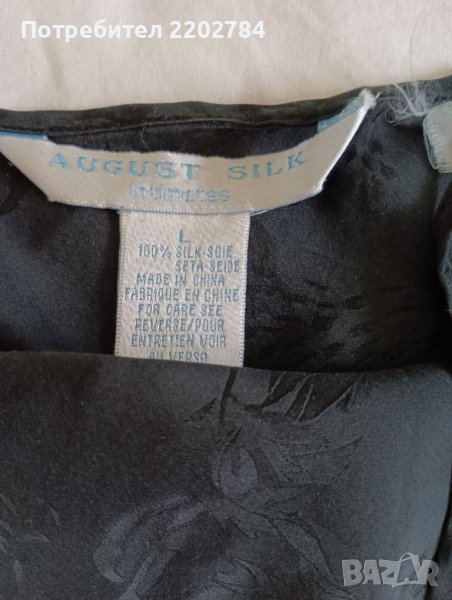 Потребител 2202784
AUGUST SILK
intimates
L
100% SILK-SOIE
SETA-SEIDE
MADE IN CHINA
FABRIQUE EN CHINE
FOR CARE SEE
REVERSE/POUR
ENTRETIEN VOIR
AU VERSO
BAZAR